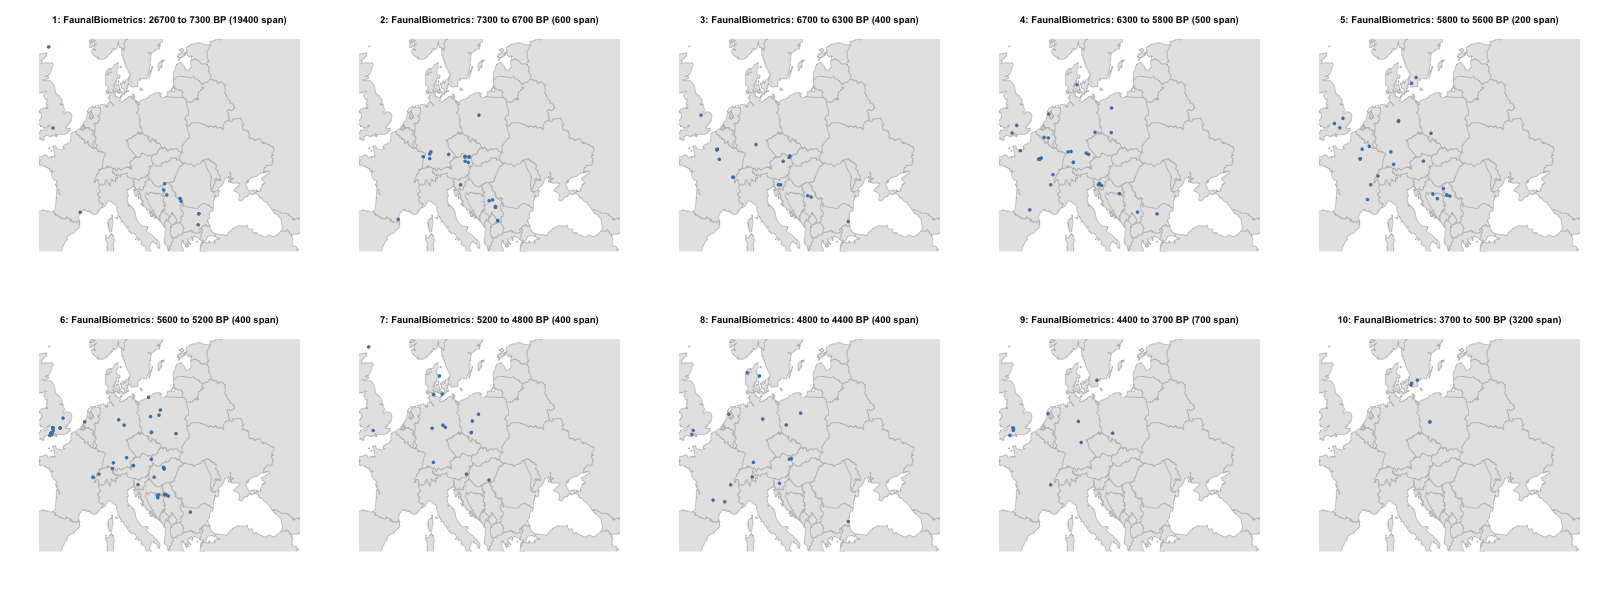 1: FaunalBiometrics: 26700 to 7300 BP (19400 span)
2: FaunalBiometrics: 7300 to 6700 BP (600 span)
3: FaunalBiometrics: 6700 to 6300 BP (400 span)
4: FaunalBiometrics: 6300 to 5800 BP (500 span)
5: FaunalBiometrics: 5800 to 5600 BP (200 span)
6: FaunalBiometrics: 5600 to 5200 BP (400 span)
7: FaunalBiometrics: 5200 to 4800 BP (400 span)
8: FaunalBiometrics: 4800 to 4400 BP (400 span)
9: FaunalBiometrics: 4400 to 3700 BP (700 span)
10: FaunalBiometrics: 3700 to 500 BP (3200 span)